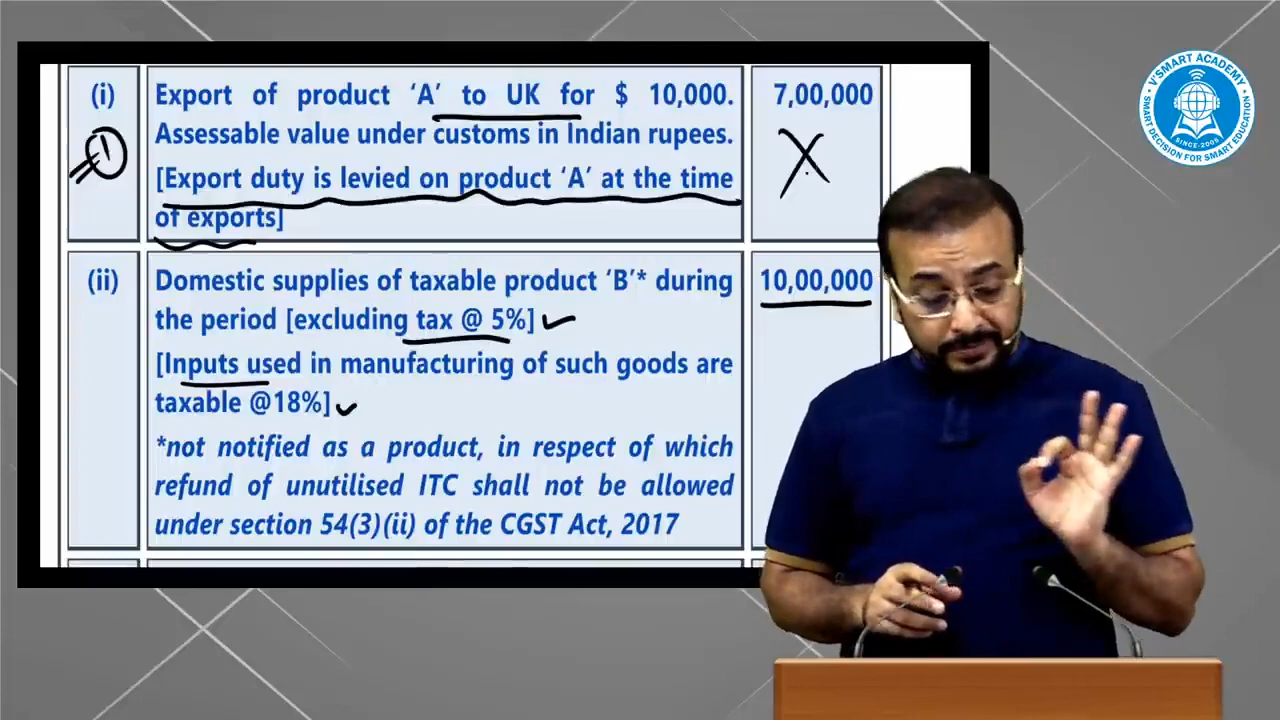 (i) Export of product ‘A’ to UK for $ 10,000. 7,00,000
Assessable value under customs in Indian rupees.
[Export duty is levied on product ‘A’ at the time
of exports]
1
X
(ii) Domestic supplies of taxable product ‘B’* during 10,00,000
the period [excluding tax @ 5%]
[Inputs used in manufacturing of such goods are
taxable @18%]
*not notified as a product, in respect of which
refund of unutilised ITC shall not be allowed
under section 54(3)(ii) of the CGST Act, 2017
V'SMART ACADEMY
SINCE-2005
SMART DECISION FOR SMART EDUCATION